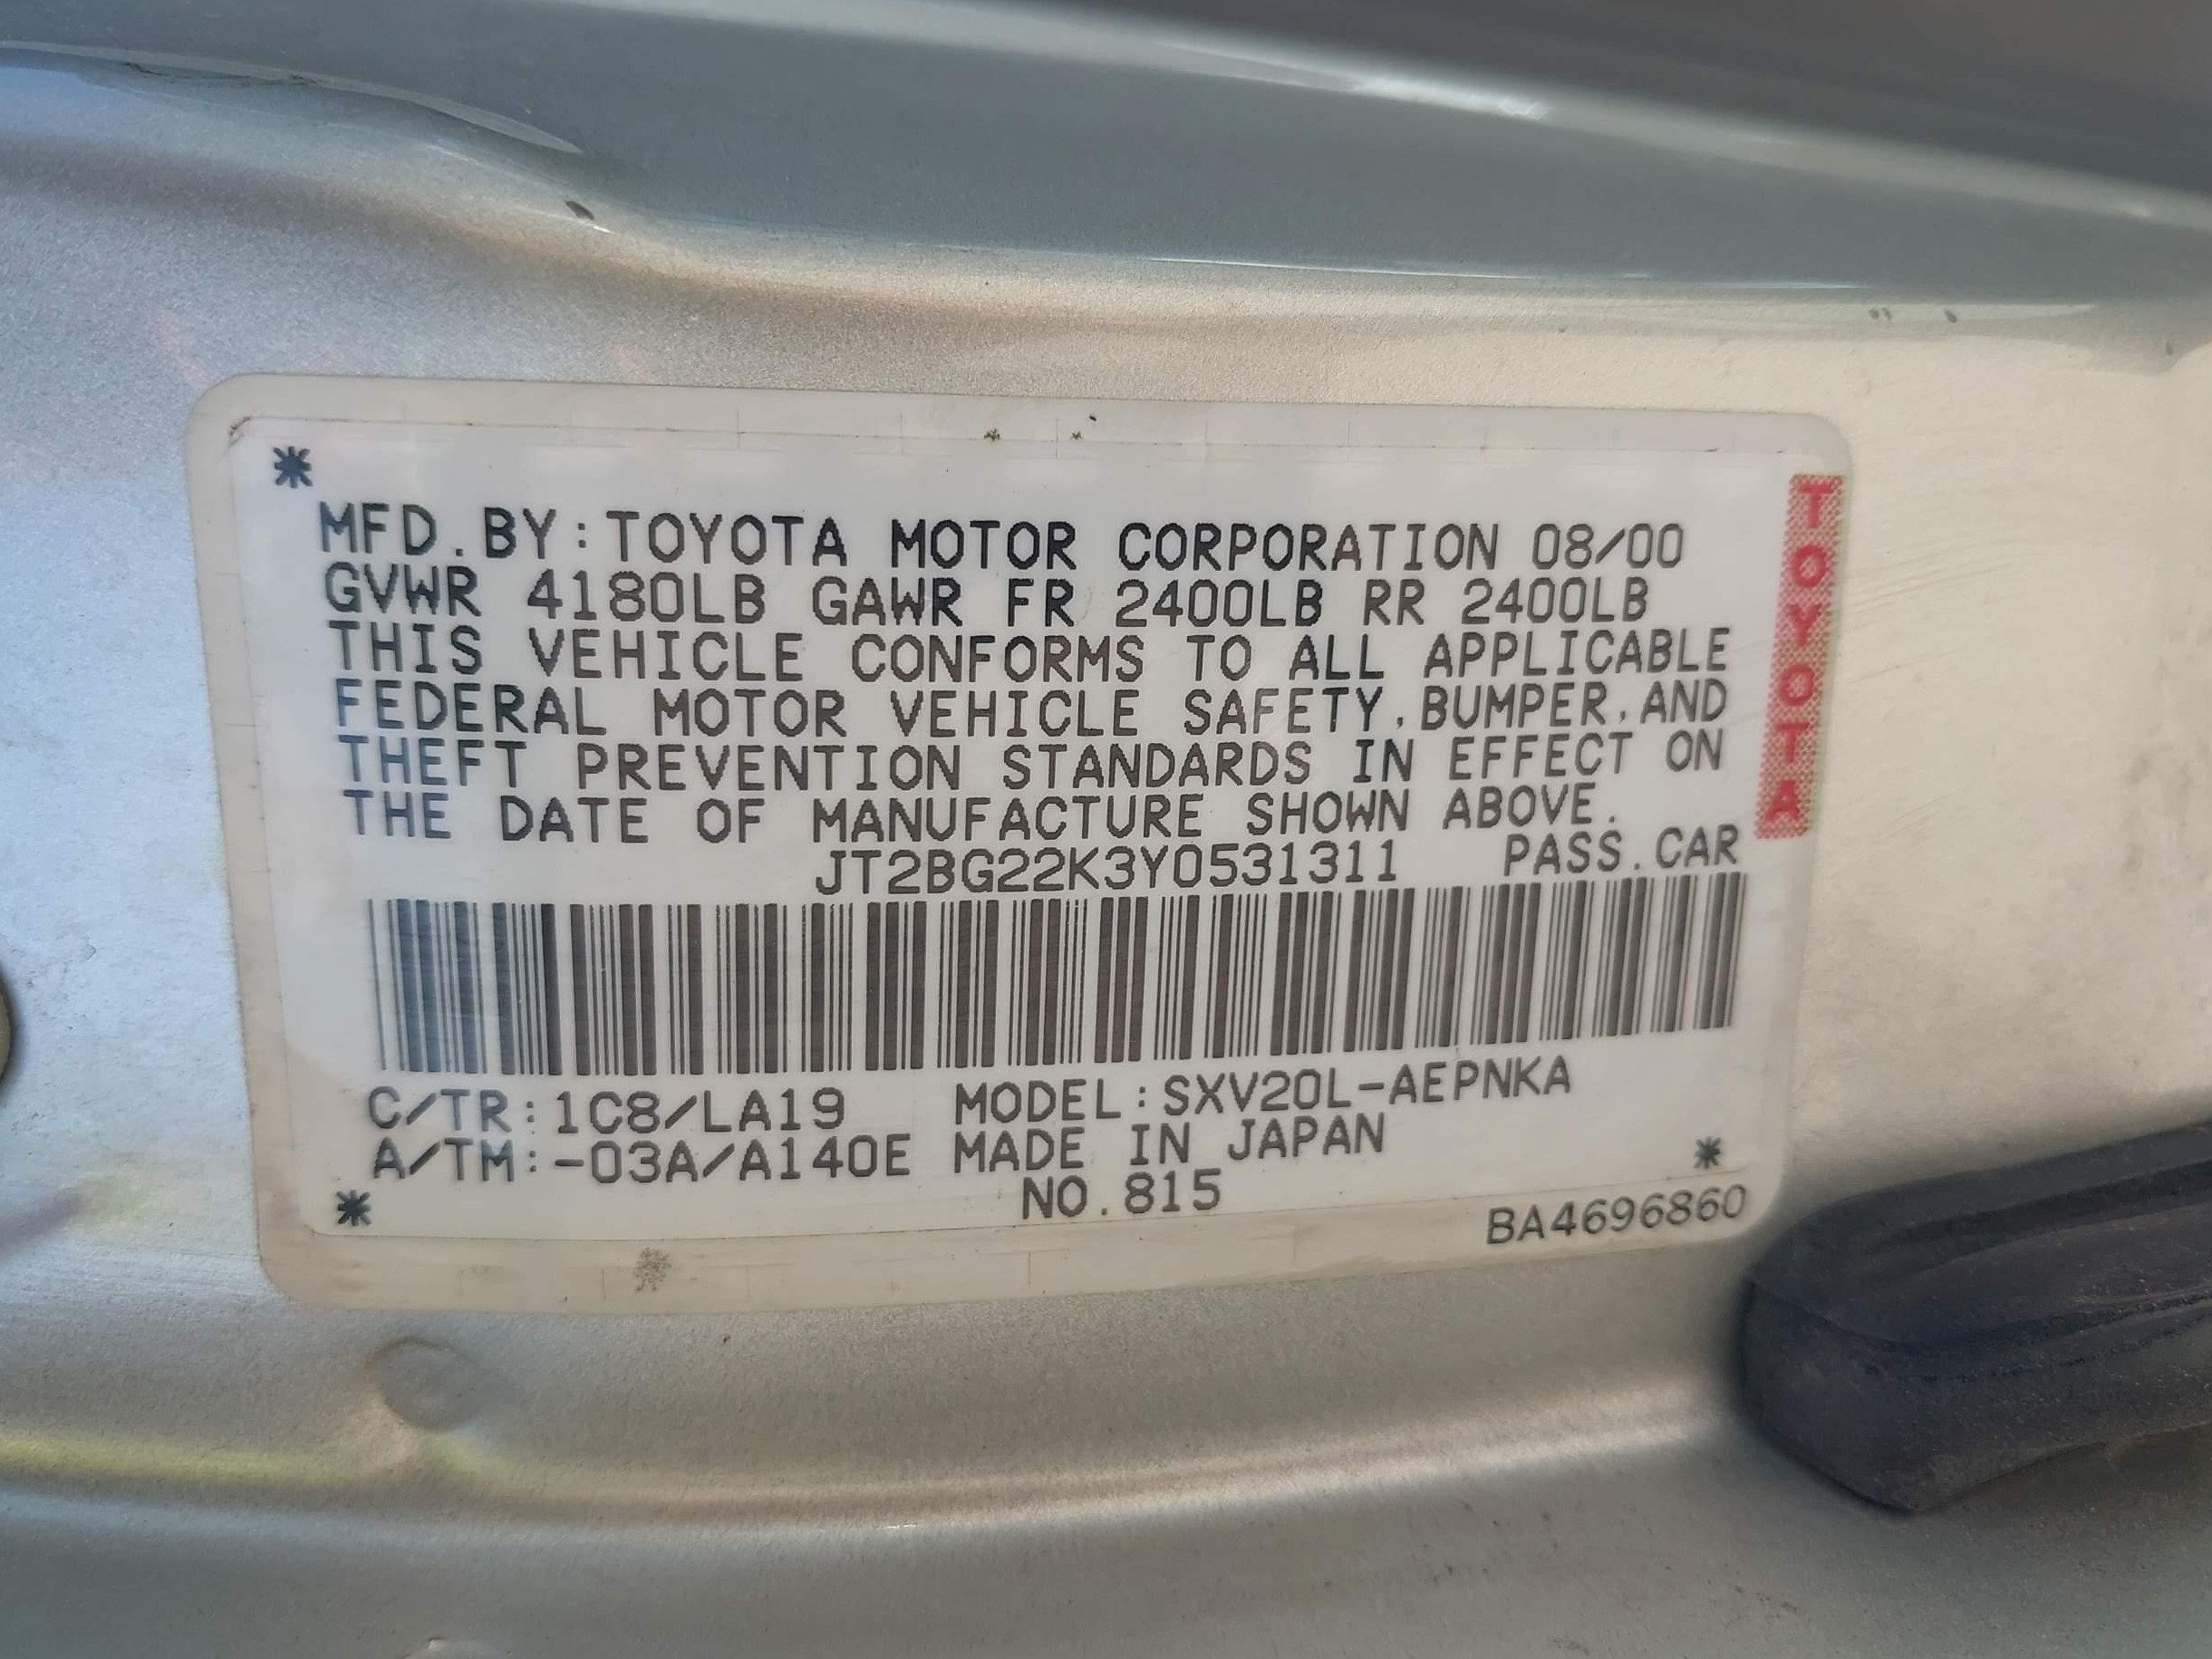 MFD.BY:TOYOTA MOTOR CORPORATION 08/00
GVWR 4180LB GAWR FR 2400LB RR 2400LB
THIS VEHICLE CONFORMS TO ALL APPLICABLE
FEDERAL MOTOR VEHICLE SAFETY,BUMPER,AND
THEFT PREVENTION STANDARDS IN EFFECT ON
THE DATE OF MANUFACTURE SHOWN ABOVE.
JT2BG22K3Y0531311 PASS.CAR
C/TR:1C8/LA19 MODEL:SXV20L-AEPNKA
A/TM:-03A/A140E MADE IN JAPAN
NO.815
BA4696860
TOYOTA